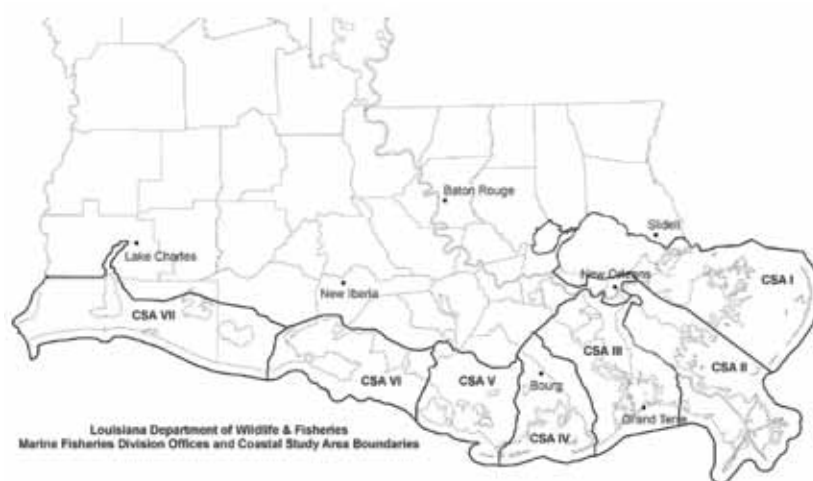 Baton Rouge
Slidell
Lake Charles
New Orleans
CSA I
New Iberia
CSA VII
CSA III
CSA II
CSA VI
CSA V
Bourg
Grand Terre
CSA IV
Louisiana Department of Wildlife & Fisheries
Marine Fisheries Division Offices and Coastal Study Area Boundaries